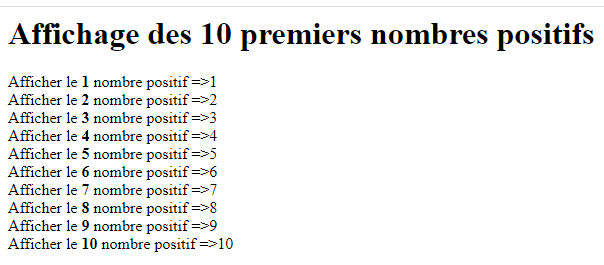 Affichage des 10 premiers nombres positifs
Afficher le 1 nombre positif =>1
Afficher le 2 nombre positif =>2
Afficher le 3 nombre positif =>3
Afficher le 4 nombre positif =>4
Afficher le 5 nombre positif =>5
Afficher le 6 nombre positif =>6
Afficher le 7 nombre positif =>7
Afficher le 8 nombre positif =>8
Afficher le 9 nombre positif =>9
Afficher le 10 nombre positif =>10